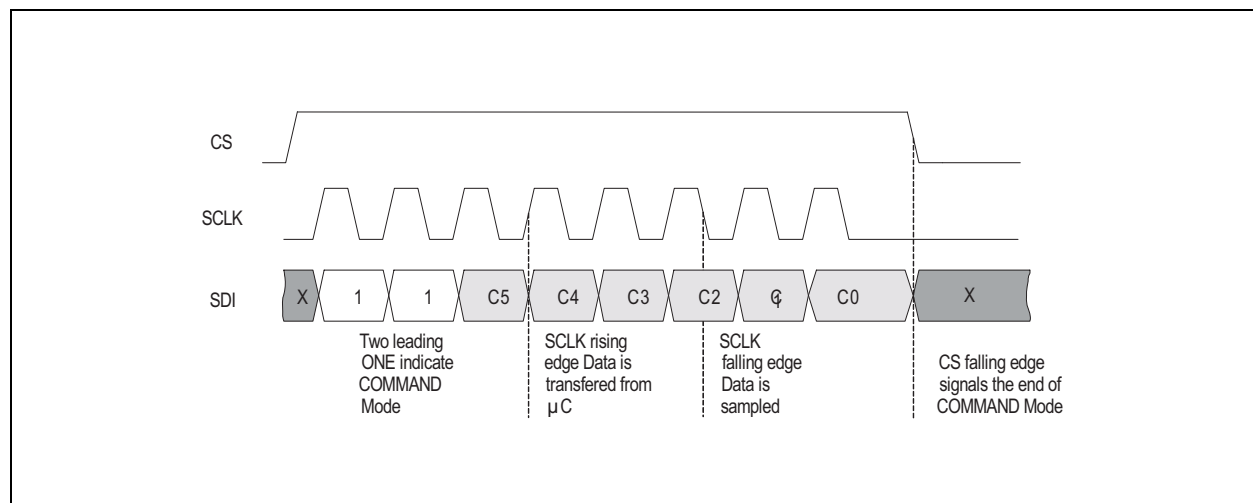 CS
SCLK
SDI
X 1 1 C5 C4 C3 C2 C1 C0 X
Two leading
ONE indicate
COMMAND
Mode
SCLK rising
edge Data is
transfered from
µC
SCLK
falling edge
Data is
sampled
CS falling edge
signals the end of
COMMAND Mode